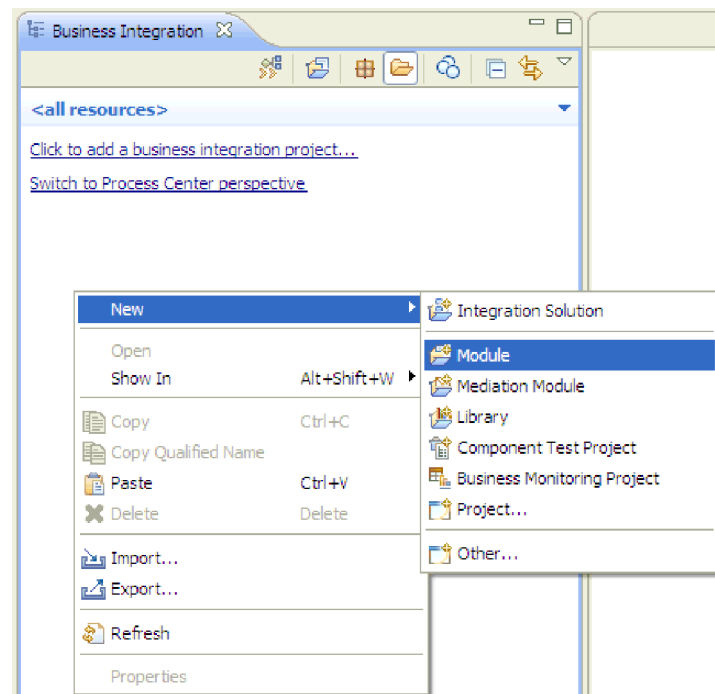 Business Integration
<all resources>
Click to add a business integration project...
Switch to Process Center perspective
New
Open
Show In Alt+Shift+W
Copy Ctrl+C
Copy Qualified Name
Paste Ctrl+V
Delete Delete
Import...
Export...
Refresh
Properties
Integration Solution
Module
Mediation Module
Library
Component Test Project
Business Monitoring Project
Project...
Other...